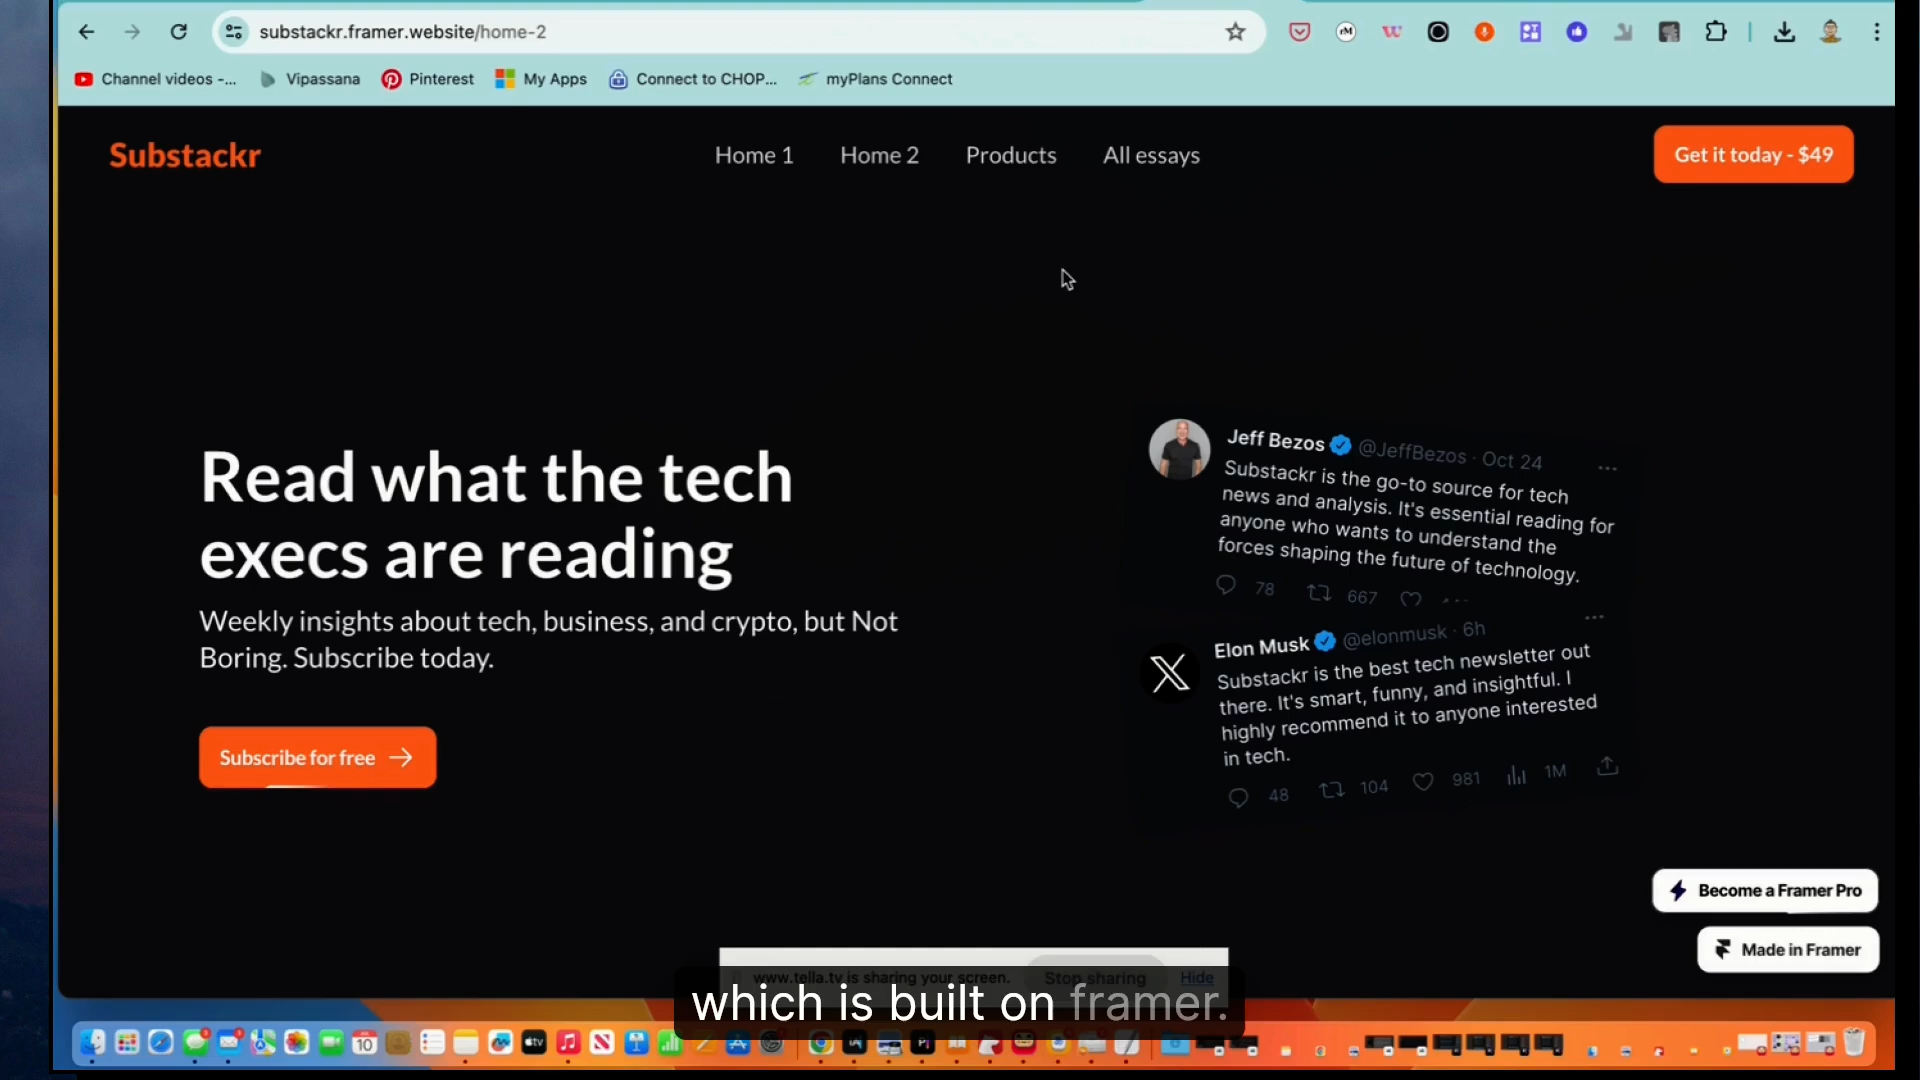 substackr.framer.website/home-2
Channel videos -...
Vipassana
Pinterest
My Apps
Connect to CHOP...
myPlans Connect
Substackr
Home 1
Home 2
Products
All essays
Get it today - $49
Read what the tech
execs are reading
Weekly insights about tech, business, and crypto, but Not
Boring. Subscribe today.
Subscribe for free
Jeff Bezos @JeffBezos · Oct 24
Substackr is the go-to source for tech
news and analysis. It's essential reading for
anyone who wants to understand the
forces shaping the future of technology.
78 667
Elon Musk @elonmusk · 6h
Substackr is the best tech newsletter out
there. It's smart, funny, and insightful. I
highly recommend it to anyone interested
in tech.
48 104 981 1M
Become a Framer Pro
Made in Framer
www.tella.tv is sharing your screen.
Stop sharing
Hide
which is built on framer.